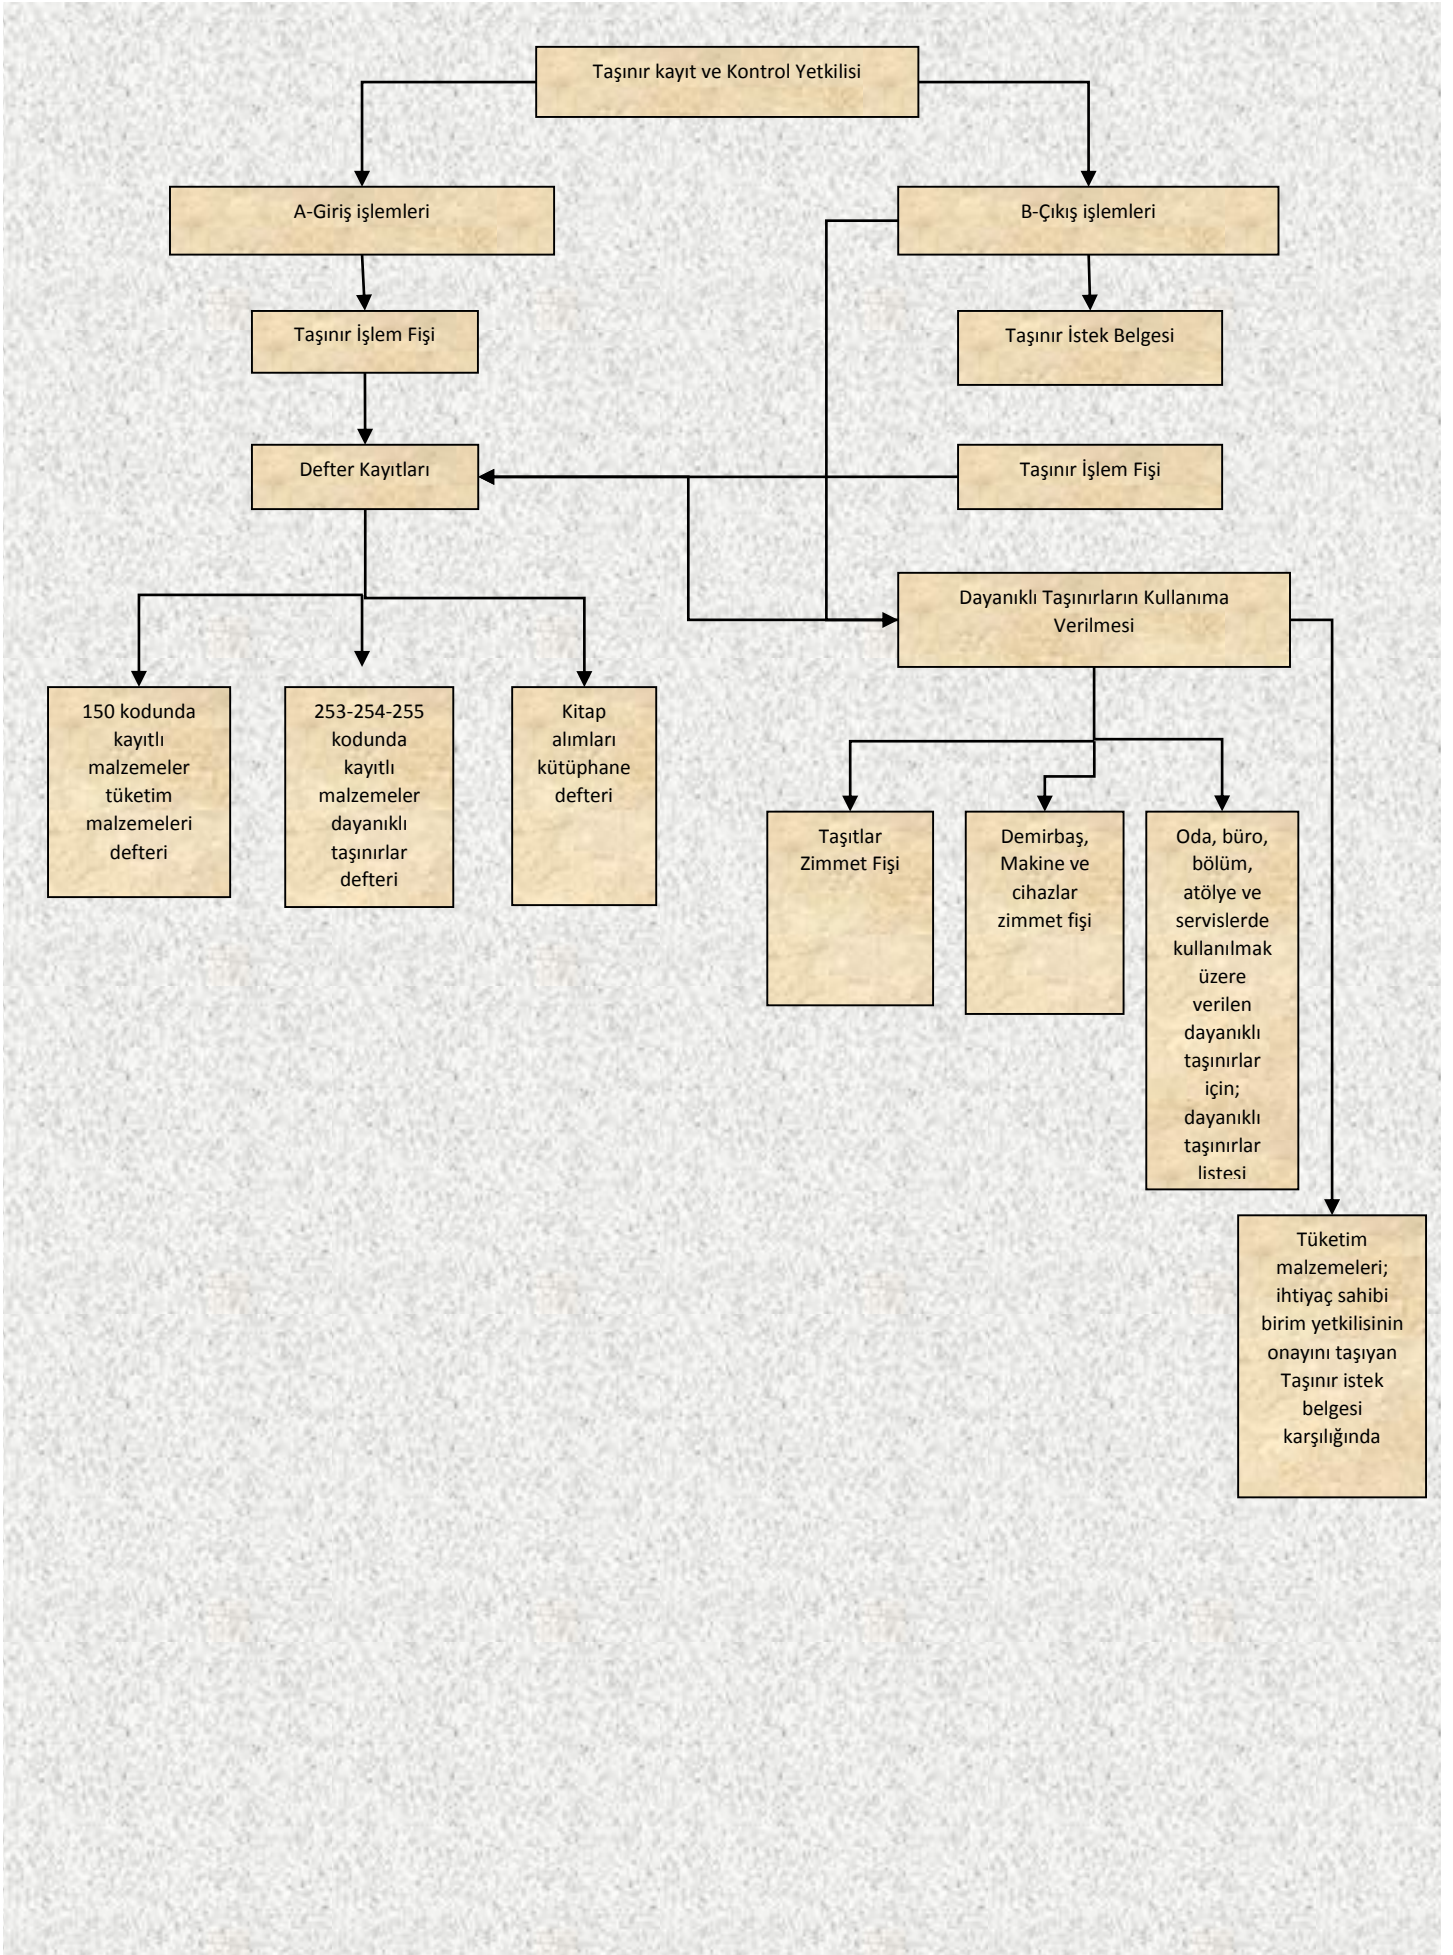 Taşınır kayıt ve Kontrol Yetkilisi
A-Giriş işlemleri
B-Çıkış işlemleri
Taşınır İşlem Fişi
Taşınır İstek Belgesi
Defter Kayıtları
Taşınır İşlem Fişi
Dayanıklı Taşınırların Kullanıma
Verilmesi
150 kodunda
kayıtlı
malzemeler
tüketim
malzemeleri
defteri
253-254-255
kodunda
kayıtlı
malzemeler
dayanıklı
taşınırlar
defteri
Kitap
alımları
kütüphane
defteri
Taşıtlar
Zimmet Fişi
Demirbaş,
Makine ve
cihazlar
zimmet fişi
Oda, büro,
bölüm,
atölye ve
servislerde
kullanılmak
üzere
verilen
dayanıklı
taşınırlar
için;
dayanıklı
taşınırlar
listesi
Tüketim
malzemeleri;
ihtiyaç sahibi
birim yetkilisinin
onayını taşıyan
Taşınır istek
belgesi
karşılığında